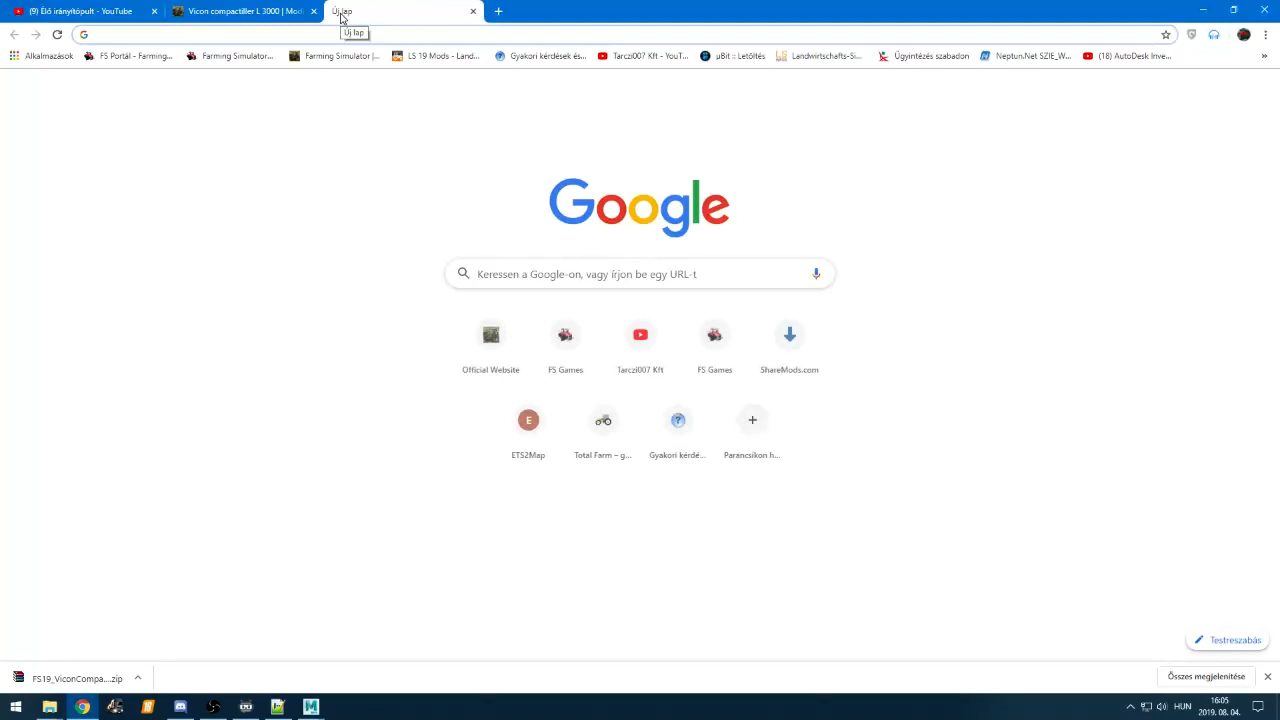 (9) Élő irányítópult - YouTube
Vicon compactiller L 3000 | Mod
Új lap
Új lap
Alkalmazások
FS Portál - Farming...
Farming Simulator...
Farming Simulator |...
LS 19 Mods - Land...
Gyakori kérdések és...
Tarczi007 Kft - YouT...
µBit :: Letöltés
Landwirtschafts-Si...
Ügyintézés szabadon
Neptun.Net SZIE_W...
(18) AutoDesk Inve...
»
Google
Keressen a Google-on, vagy írjon be egy URL-t
Official Website
FS Games
Tarczi007 Kft
FS Games
ShareMods.com
E
ETS2Map
Total Farm – g...
Gyakori kérdé...
Parancsikon h...
Testreszabás
FS19_ViconCompa....zip
Összes megjelenítése
HUN
16:05
2019. 08. 04.